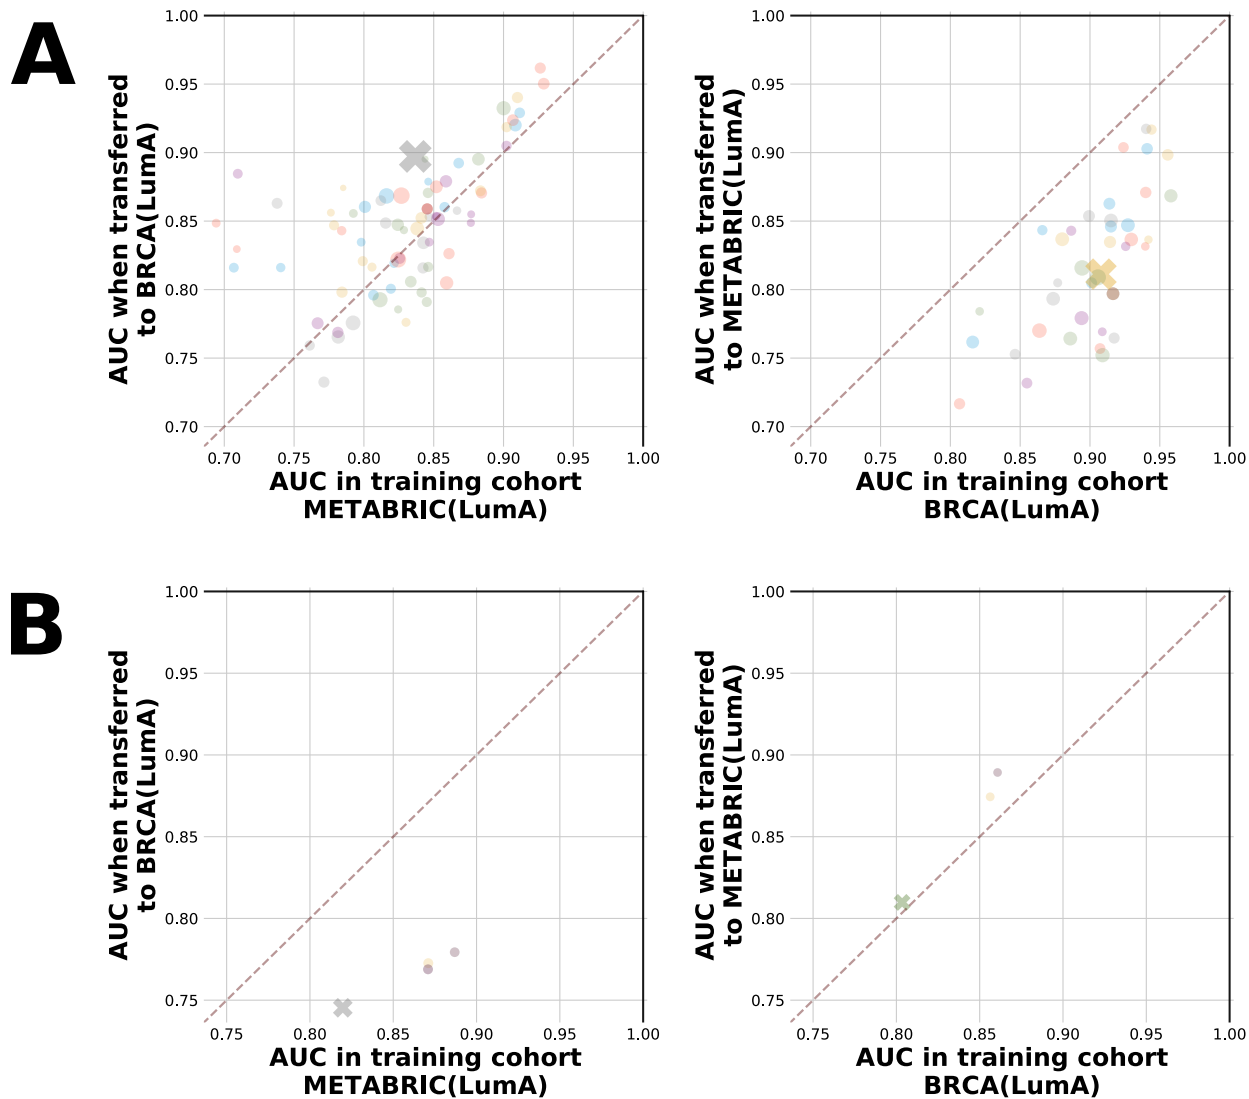 A
AUC when transferred
to BRCA(LumA)
1.00
0.95
0.90
0.85
0.80
0.75
0.70
0.70 0.75 0.80 0.85 0.90 0.95 1.00
AUC in training cohort
METABRIC(LumA)
AUC when transferred
to METABRIC(LumA)
1.00
0.95
0.90
0.85
0.80
0.75
0.70
0.70 0.75 0.80 0.85 0.90 0.95 1.00
AUC in training cohort
BRCA(LumA)
B
AUC when transferred
to BRCA(LumA)
1.00
0.95
0.90
0.85
0.80
0.75
0.75 0.80 0.85 0.90 0.95 1.00
AUC in training cohort
METABRIC(LumA)
AUC when transferred
to METABRIC(LumA)
1.00
0.95
0.90
0.85
0.80
0.75
0.75 0.80 0.85 0.90 0.95 1.00
AUC in training cohort
BRCA(LumA)